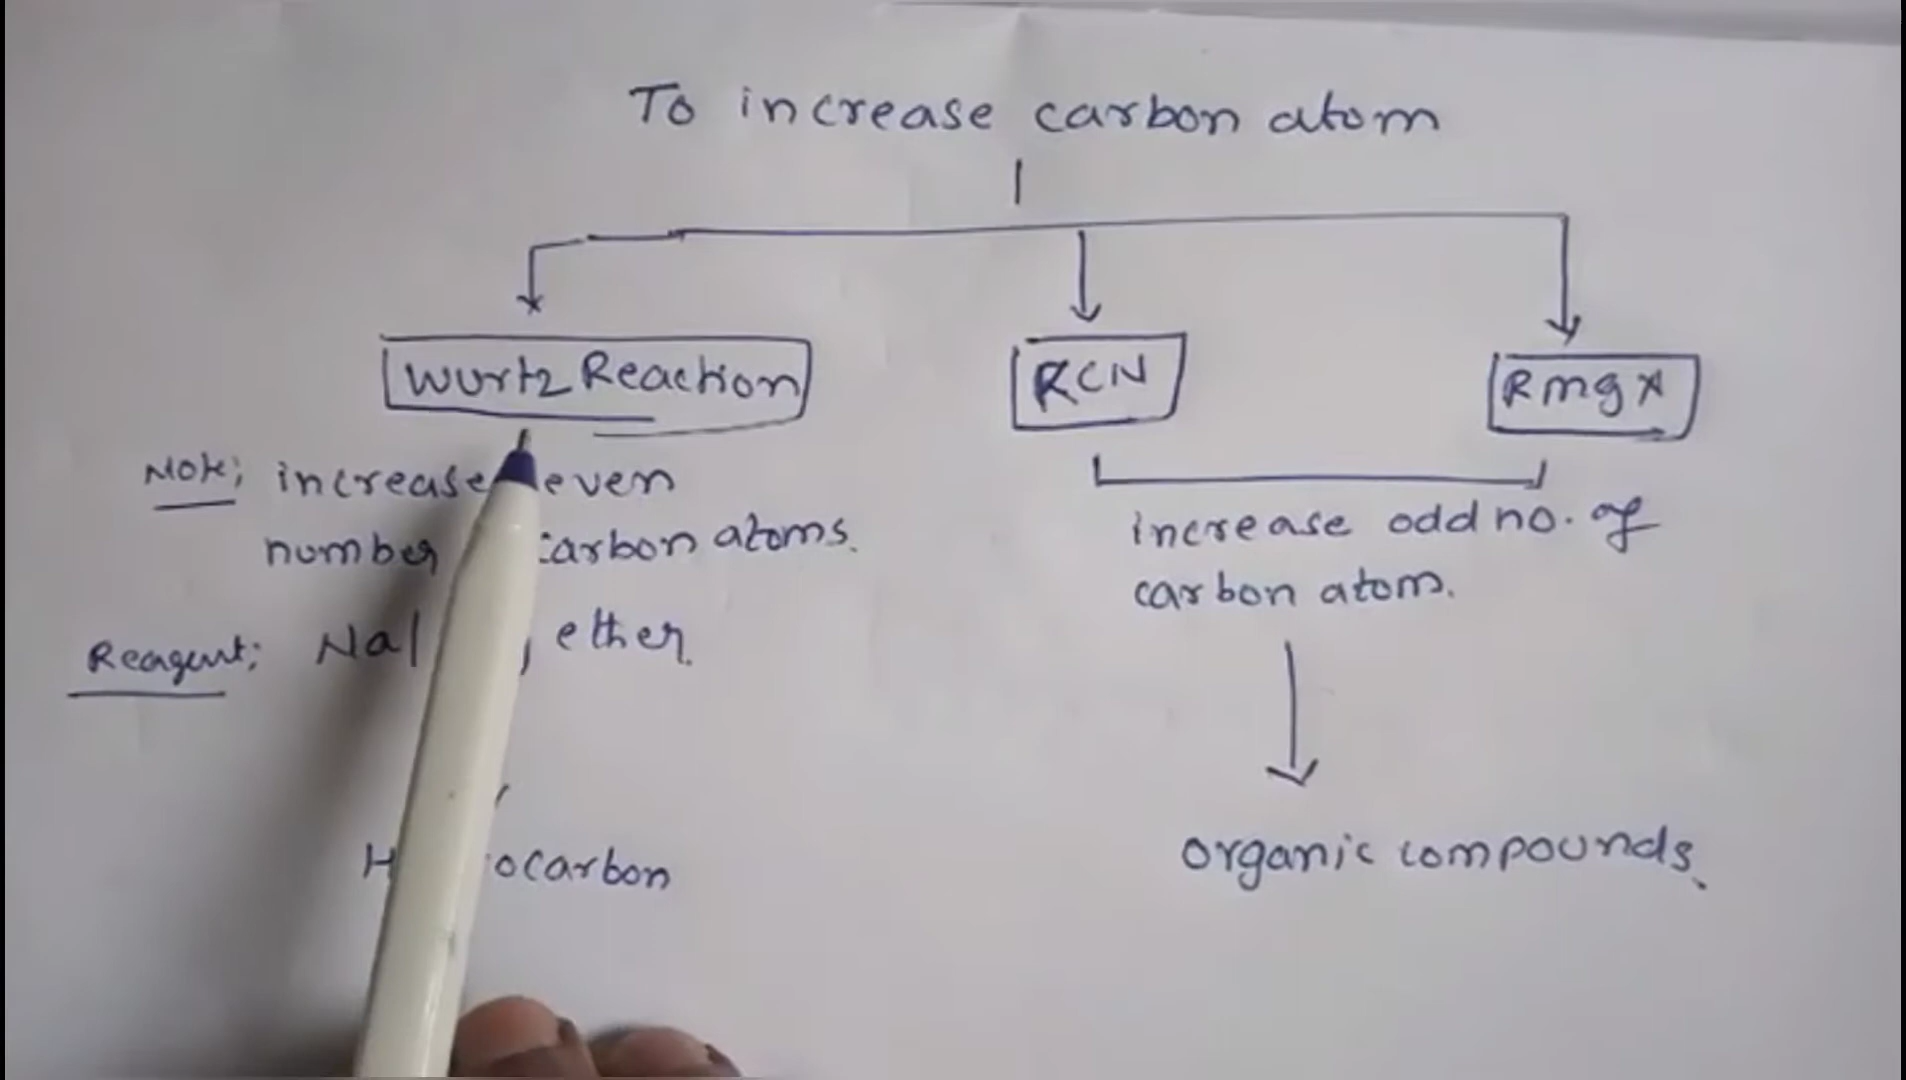 To increase carbon atom
Wurtz Reaction
RCN
RmgX
Note; increase even
number carbon atoms.
Reagent; Na , ether.
increase odd no. of
carbon atom.
organic compounds.